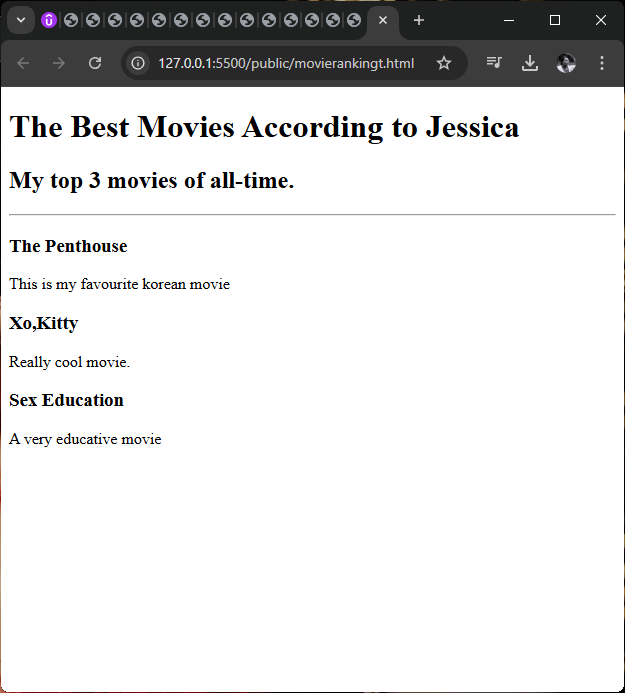 127.0.0.1:5500/public/movierankingt.html
The Best Movies According to Jessica
My top 3 movies of all-time.
The Penthouse
This is my favourite korean movie
Xo,Kitty
Really cool movie.
Sex Education
A very educative movie